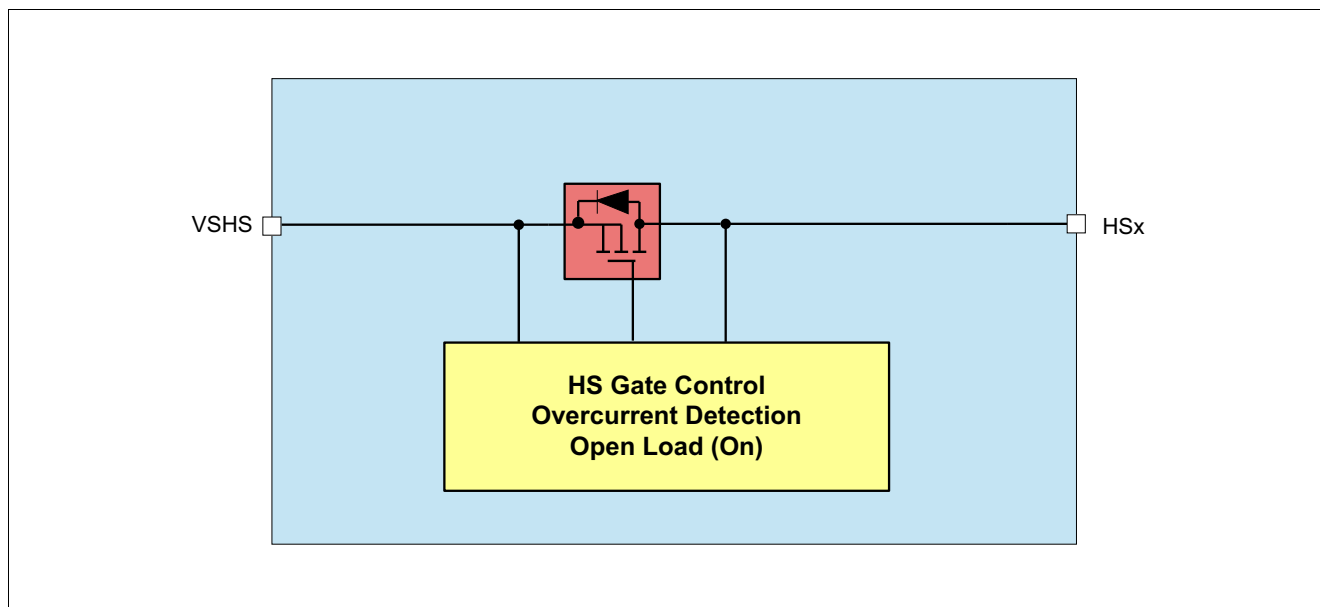 VSHS
HSx
HS Gate Control
Overcurrent Detection
Open Load (On)